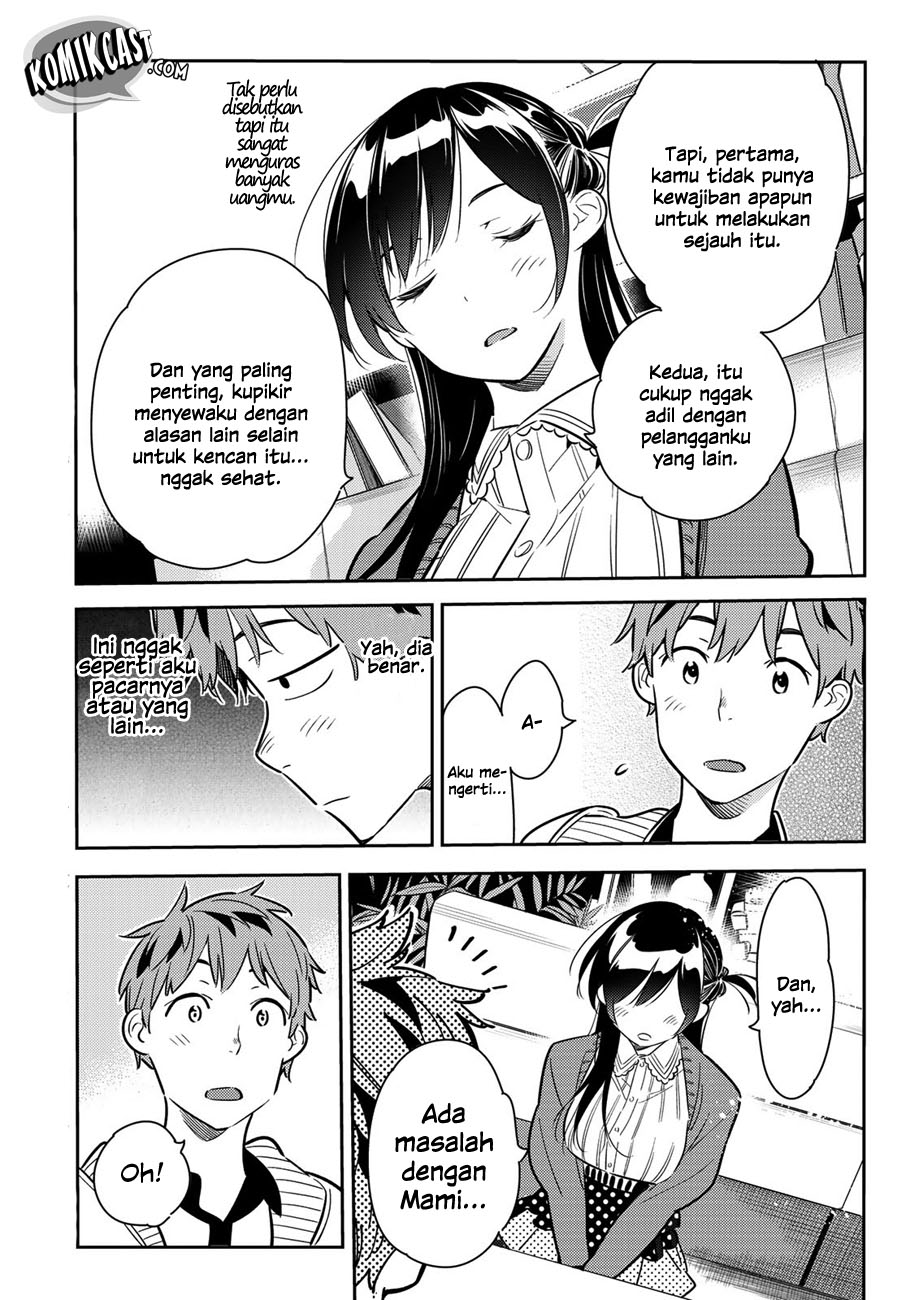 KOMIKCAST
.COM
Tapi, pertama,
kamu tidak punya
kewajiban apapun
untuk melakukan
sejauh itu.
Kedua, itu
cukup nggak
adil dengan
pelangganku
yang lain.
Tak perlu
disebutkan
tapi itu
sangat
menguras
banyak
uangmu.
Dan yang paling
penting, kupikir
menyewaku dengan
alasan lain selain
untuk kencan itu...
nggak sehat.
A-
Aku me-
ngerti...
Yah, dia
benar.
Ini nggak
seperti aku
pacarnya
atau yang
lain...
Dan,
yah...
Ada
masalah
dengan
Mami...
Oh!